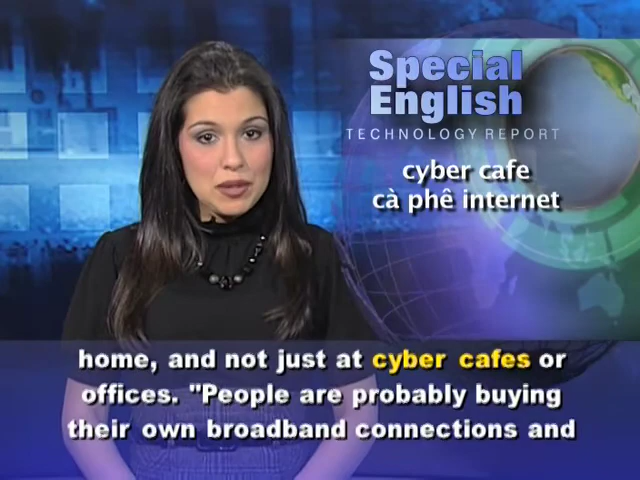 Special
English
TECHNOLOGY REPORT
cyber cafe
cà phê internet
home, and not just at cyber cafes or
offices. "People are probably buying
their own broadband connections and